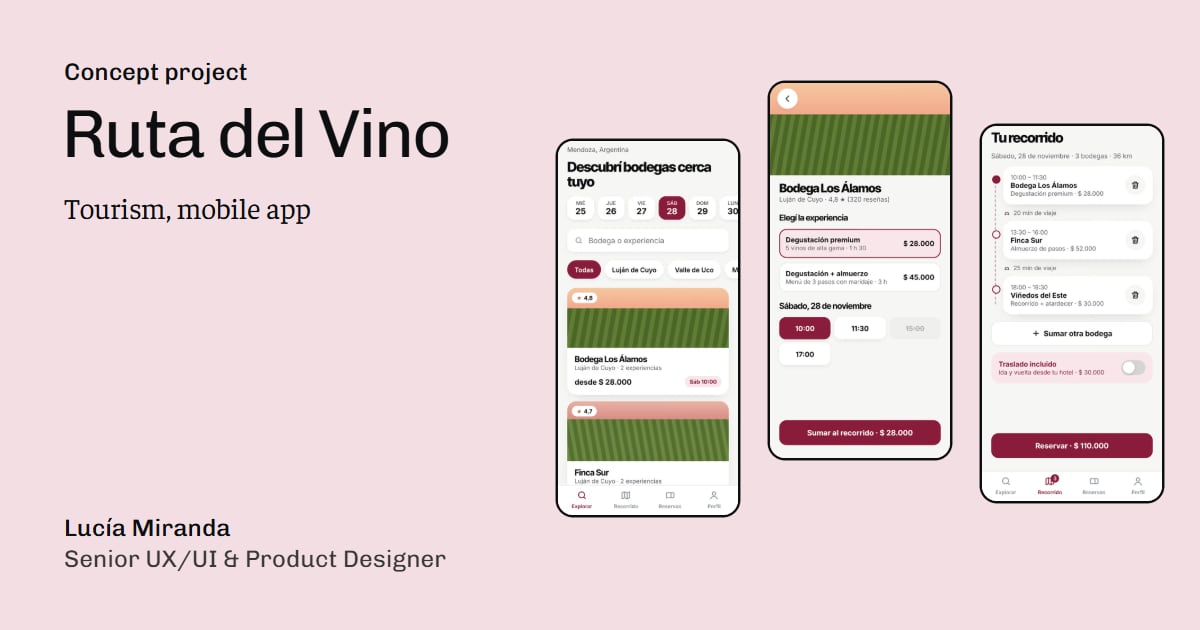 Concept project
Ruta del Vino
Tourism, mobile app
Lucía Miranda
Senior UX/UI & Product Designer
Mendoza, Argentina
Descubrí bodegas cerca
tuyo
MIÉ JUE VIE SÁB DOM LUN
25 26 27 28 29 30
Bodega o experiencia
Todas Luján de Cuyo Valle de Uco M
★ 4,8
Bodega Los Álamos
Luján de Cuyo · 2 experiencias
desde $ 28.000 Sáb 10:00
★ 4,7
Finca Sur
Luján de Cuyo · 2 experiencias
Explorar Recorrido Reservas Perfil
Bodega Los Álamos
Luján de Cuyo · 4,8 ★ (320 reseñas)
Elegí la experiencia
Degustación premium $ 28.000
5 vinos de alta gama · 1 h 30
Degustación + almuerzo $ 45.000
Menú de 3 pasos con maridaje · 3 h
Sábado, 28 de noviembre
10:00 11:30 15:00
17:00
Sumar al recorrido · $ 28.000
Tu recorrido
Sábado, 28 de noviembre · 3 bodegas · 36 km
10:00 – 11:30
Bodega Los Álamos
Degustación premium · $ 28.000
20 min de viaje
13:30 – 16:00
Finca Sur
Almuerzo de pasos · $ 52.000
25 min de viaje
18:00 – 19:30
Viñedos del Este
Recorrido + atardecer · $ 30.000
+ Sumar otra bodega
Traslado incluido
Ida y vuelta desde tu hotel · $ 30.000
Reservar · $ 110.000
3
Explorar Recorrido Reservas Perfil